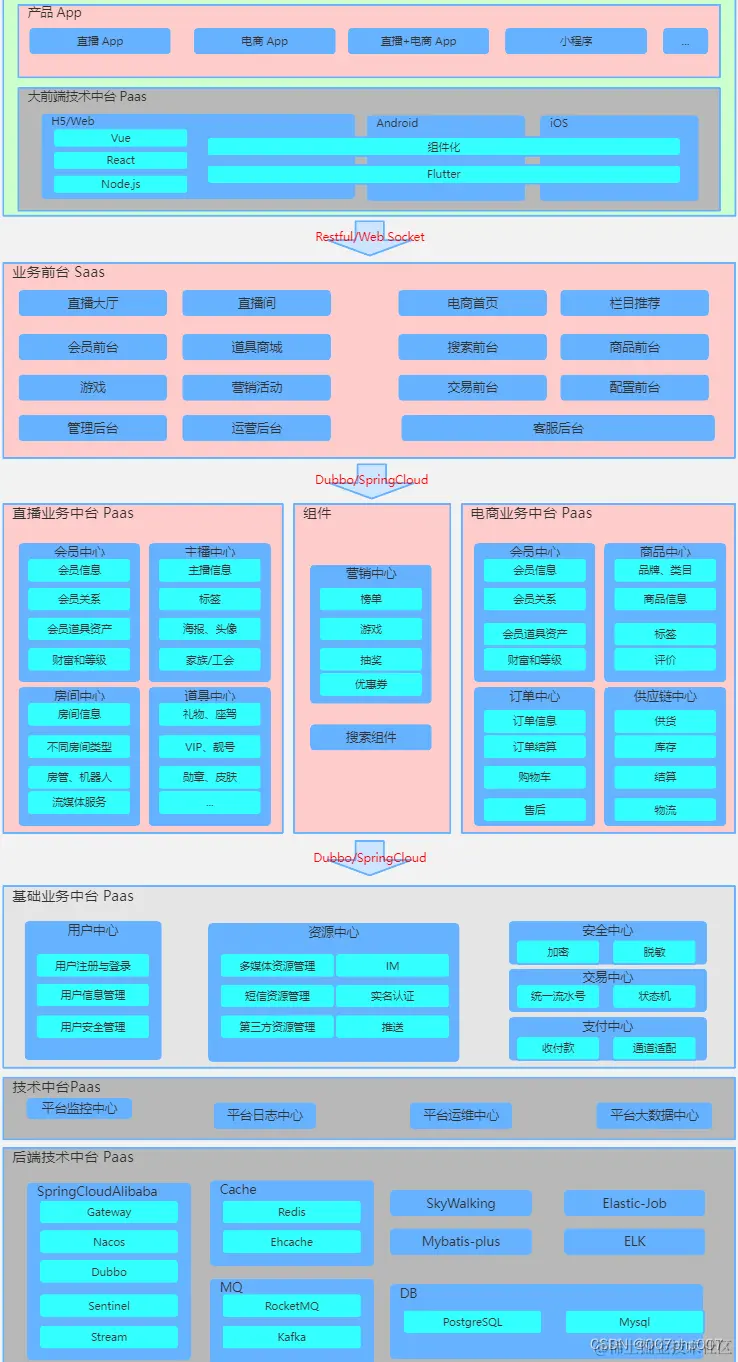 产品 App
直播 App
电商 App
直播+电商 App
小程序
...
大前端技术中台 Paas
H5/Web
Android
iOS
Vue
React
Node.js
组件化
Flutter
Restful/Web Socket
业务前台 Saas
直播大厅
直播间
电商首页
栏目推荐
会员前台
道具商城
搜索前台
商品前台
游戏
营销活动
交易前台
配置前台
管理后台
运营后台
客服后台
Dubbo/SpringCloud
直播业务中台 Paas
会员中心
会员信息
会员关系
会员道具资产
财富和等级
主播中心
主播信息
标签
海报、头像
家族/工会
房间中心
房间信息
不同房间类型
房管、机器人
流媒体服务
道具中心
礼物、座驾
VIP、靓号
勋章、皮肤
...
组件
营销中心
榜单
游戏
抽奖
优惠券
搜索组件
电商业务中台 Paas
会员中心
会员信息
会员关系
会员道具资产
财富和等级
商品中心
品牌、类目
商品信息
标签
评价
订单中心
订单信息
订单结算
购物车
售后
供应链中心
供货
库存
结算
物流
Dubbo/SpringCloud
基础业务中台 Paas
用户中心
用户注册与登录
用户信息管理
用户安全管理
资源中心
多媒体资源管理
IM
短信资源管理
实名认证
第三方资源管理
推送
安全中心
加密
脱敏
交易中心
统一流水号
状态机
支付中心
收付款
通道适配
技术中台Paas
平台监控中心
平台日志中心
平台运维中心
平台大数据中心
后端技术中台 Paas
SpringCloudAlibaba
Gateway
Nacos
Dubbo
Sentinel
Stream
Cache
Redis
Ehcache
MQ
RocketMQ
Kafka
SkyWalking
Elastic-Job
Mybatis-plus
ELK
DB
PostgreSQL
Mysql
CSDN @007php007